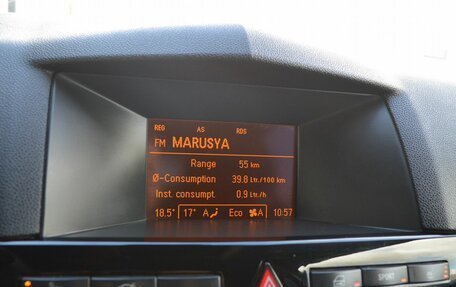 REG AS RDS
FM MARUSYA
Range 55 km
Ø-Consumption 39.8 Ltr./100 km
Inst. consumpt 0.9 Ltr./h
18.5° 17° A Eco A 10:57
SPORT